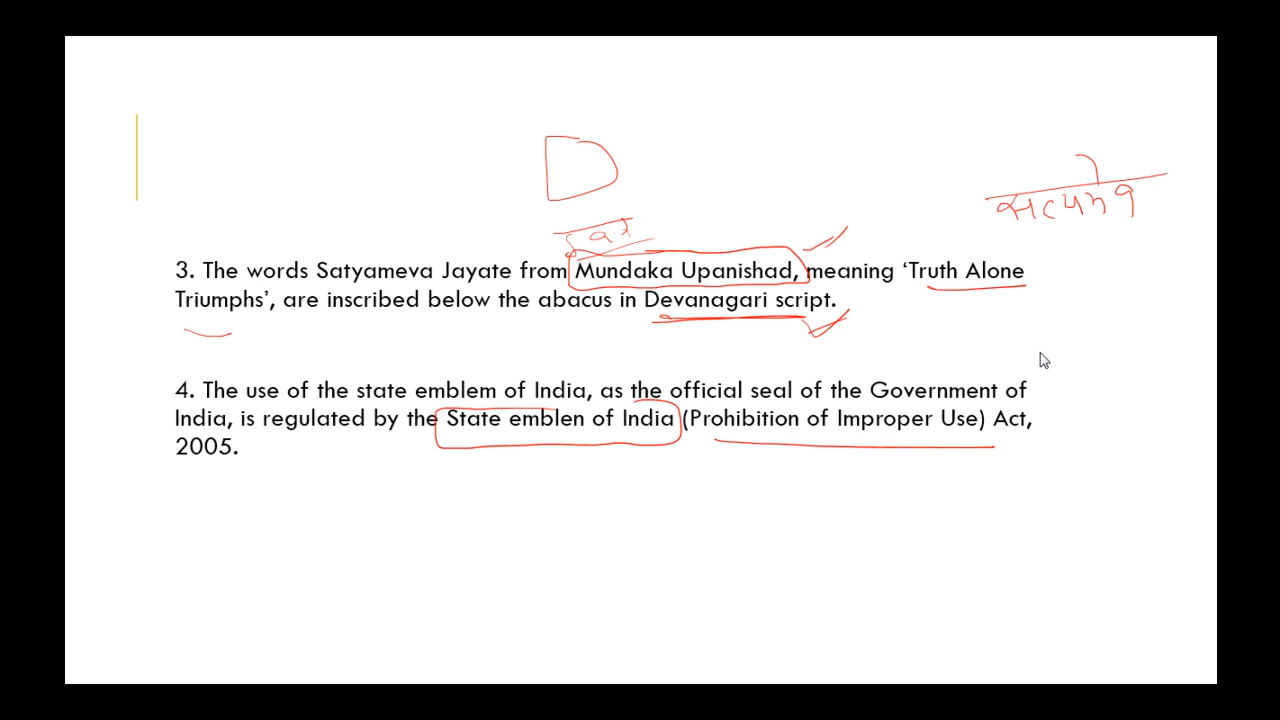 D
सत्यमे
3. The words Satyameva Jayate from Mundaka Upanishad, meaning ‘Truth Alone
Triumphs’, are inscribed below the abacus in Devanagari script.
4. The use of the state emblem of India, as the official seal of the Government of
India, is regulated by the State emblen of India (Prohibition of Improper Use) Act,
2005.